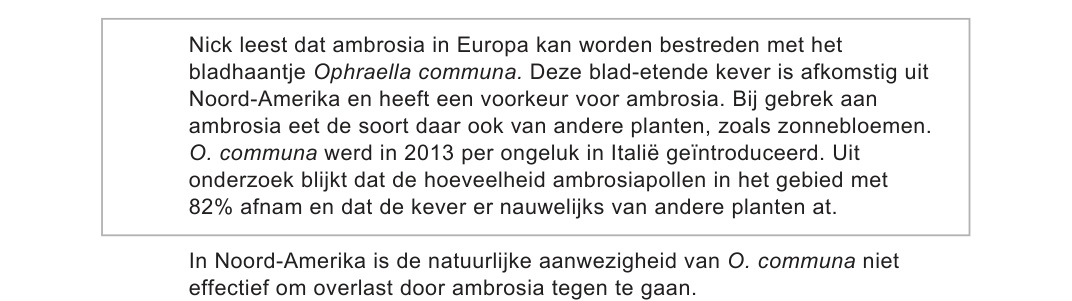 Nick leest dat ambrosia in Europa kan worden bestreden met het
bladhaantje Ophraella communa. Deze blad-etende kever is afkomstig uit
Noord-Amerika en heeft een voorkeur voor ambrosia. Bij gebrek aan
ambrosia eet de soort daar ook van andere planten, zoals zonnebloemen.
O. communa werd in 2013 per ongeluk in Italië geïntroduceerd. Uit
onderzoek blijkt dat de hoeveelheid ambrosiapollen in het gebied met
82% afnam en dat de kever er nauwelijks van andere planten at.
In Noord-Amerika is de natuurlijke aanwezigheid van O. communa niet
effectief om overlast door ambrosia tegen te gaan.